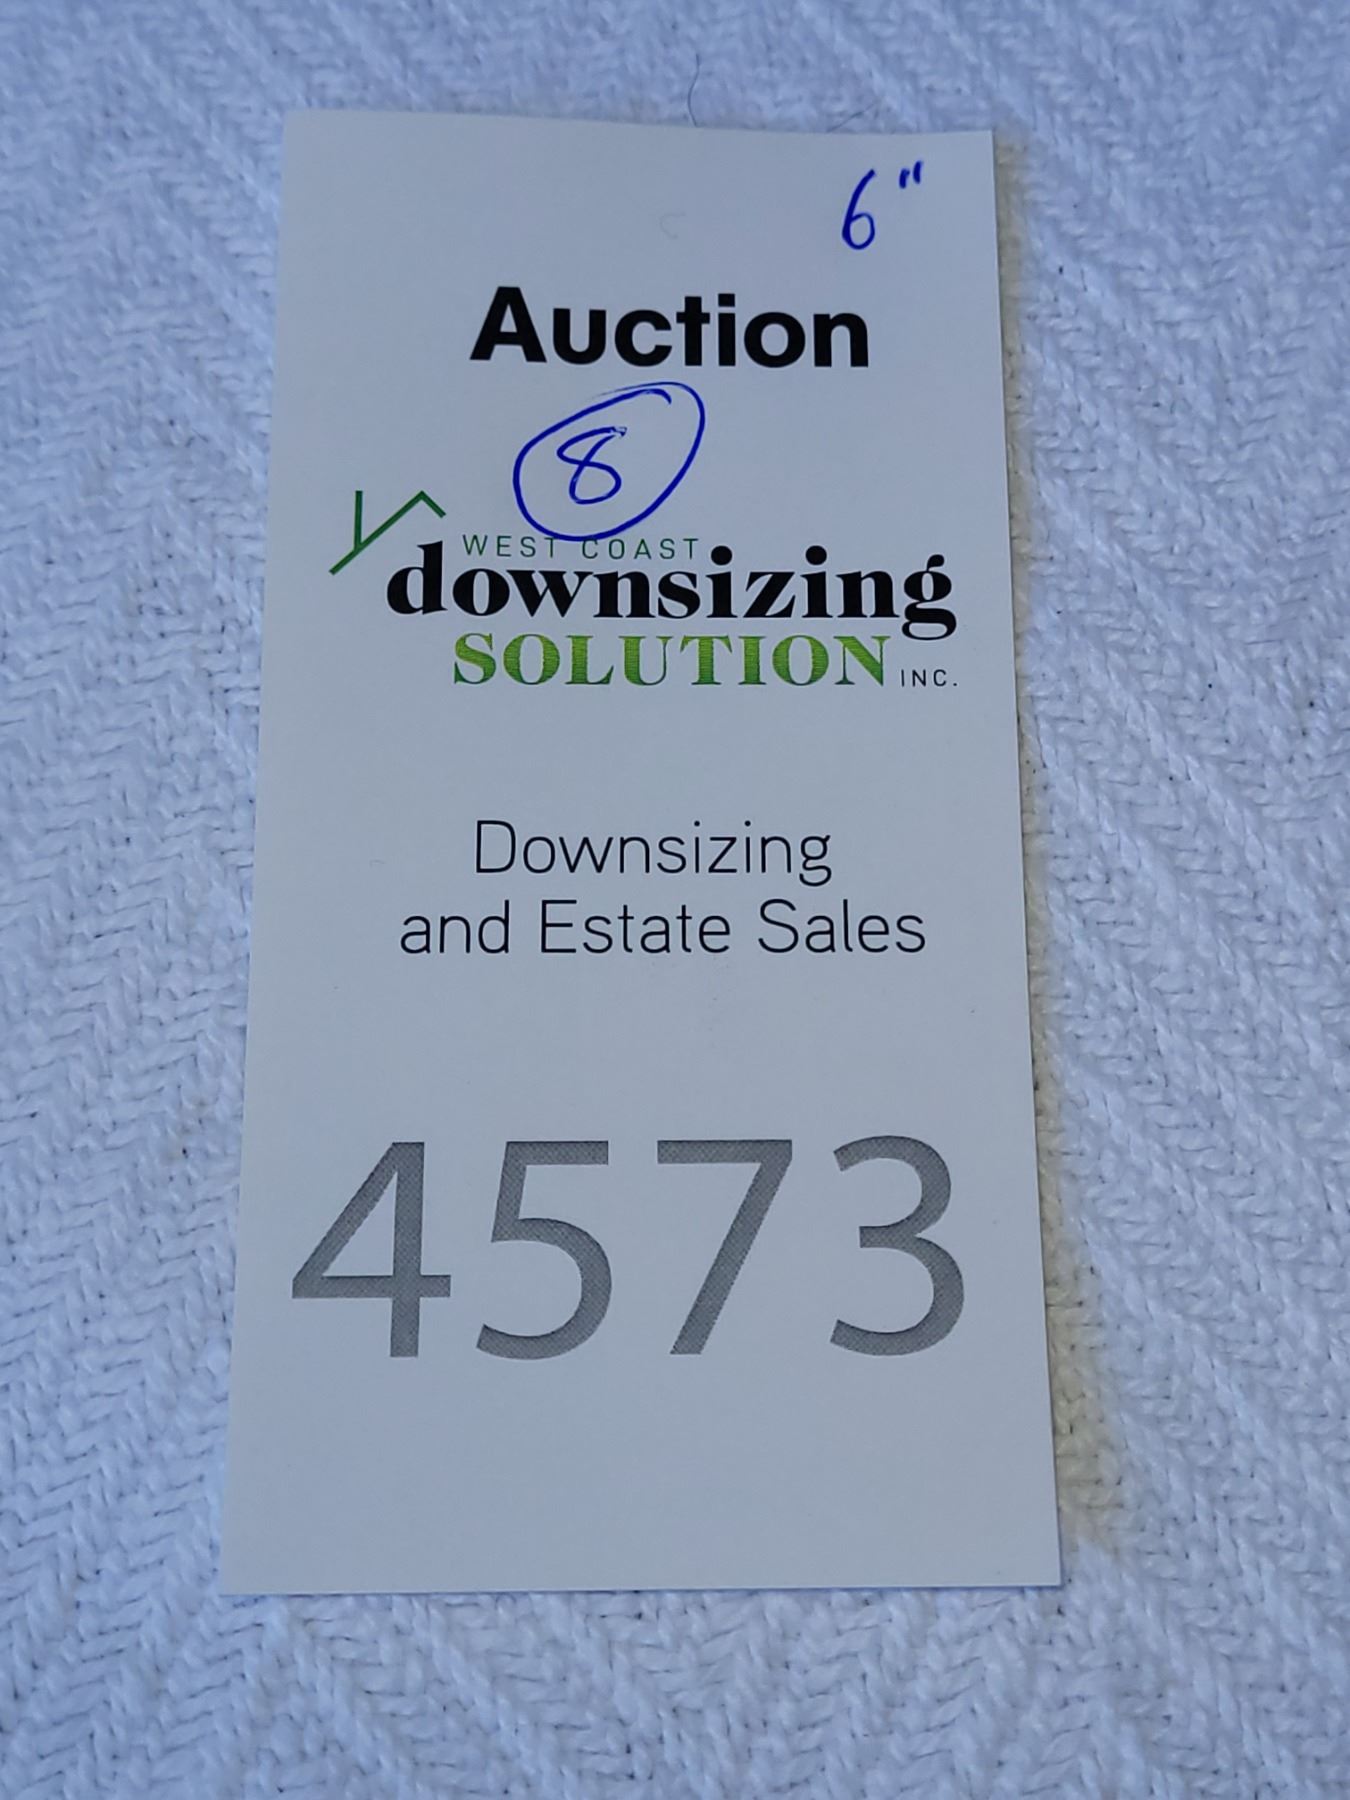 6"
Auction
8
WEST COAST
downsizing
SOLUTION INC.
Downsizing
and Estate Sales
4573